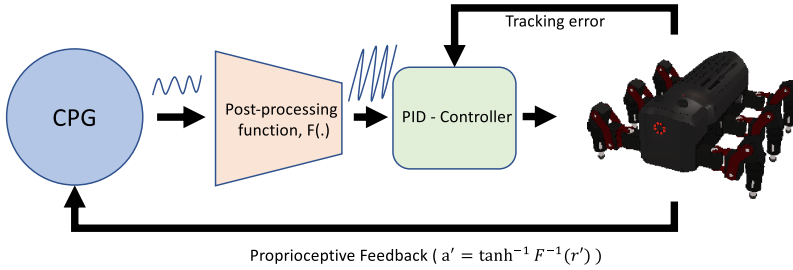 Tracking error
CPG
Post-processing
function, F(.)
PID - Controller
Proprioceptive Feedback ( a′ = tanh⁻¹ F⁻¹(r′) )